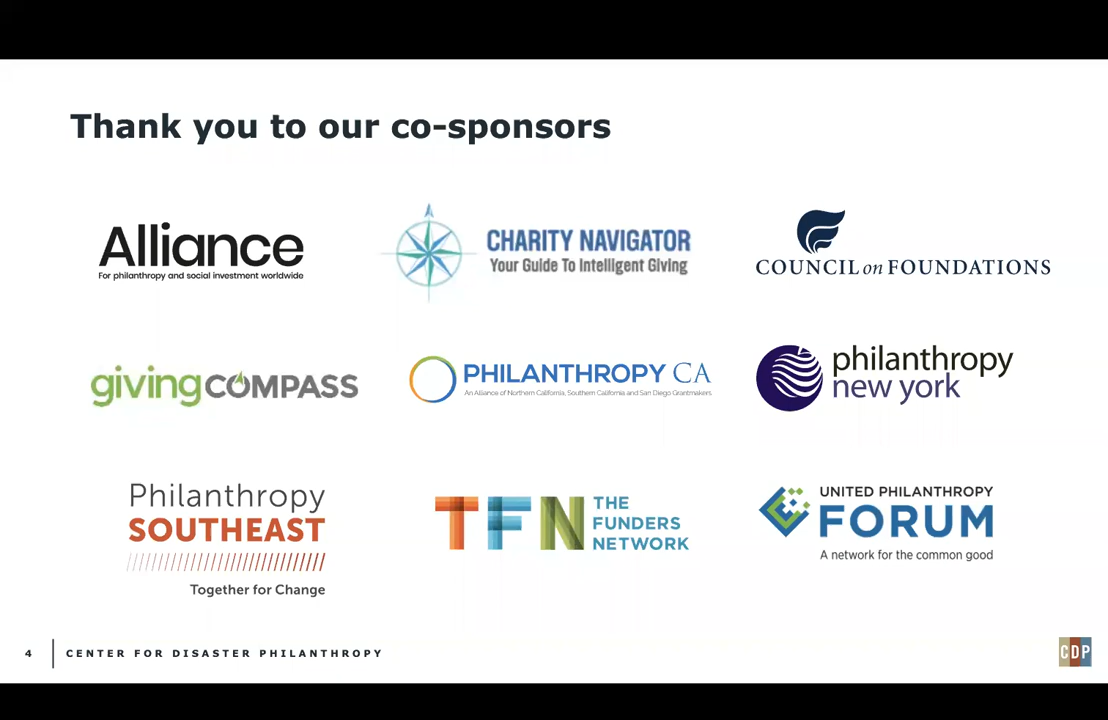 Thank you to our co-sponsors
Alliance
For philanthropy and social investment worldwide
CHARITY NAVIGATOR
Your Guide To Intelligent Giving
COUNCIL on FOUNDATIONS
givingCOMPASS
PHILANTHROPY CA
An Alliance of Northern California, Southern California and San Diego Grantmakers
philanthropy
new york
Philanthropy
SOUTHEAST
Together for Change
TFN
THE
FUNDERS
NETWORK
UNITED PHILANTHROPY
FORUM
A network for the common good
4
CENTER FOR DISASTER PHILANTHROPY
CDP